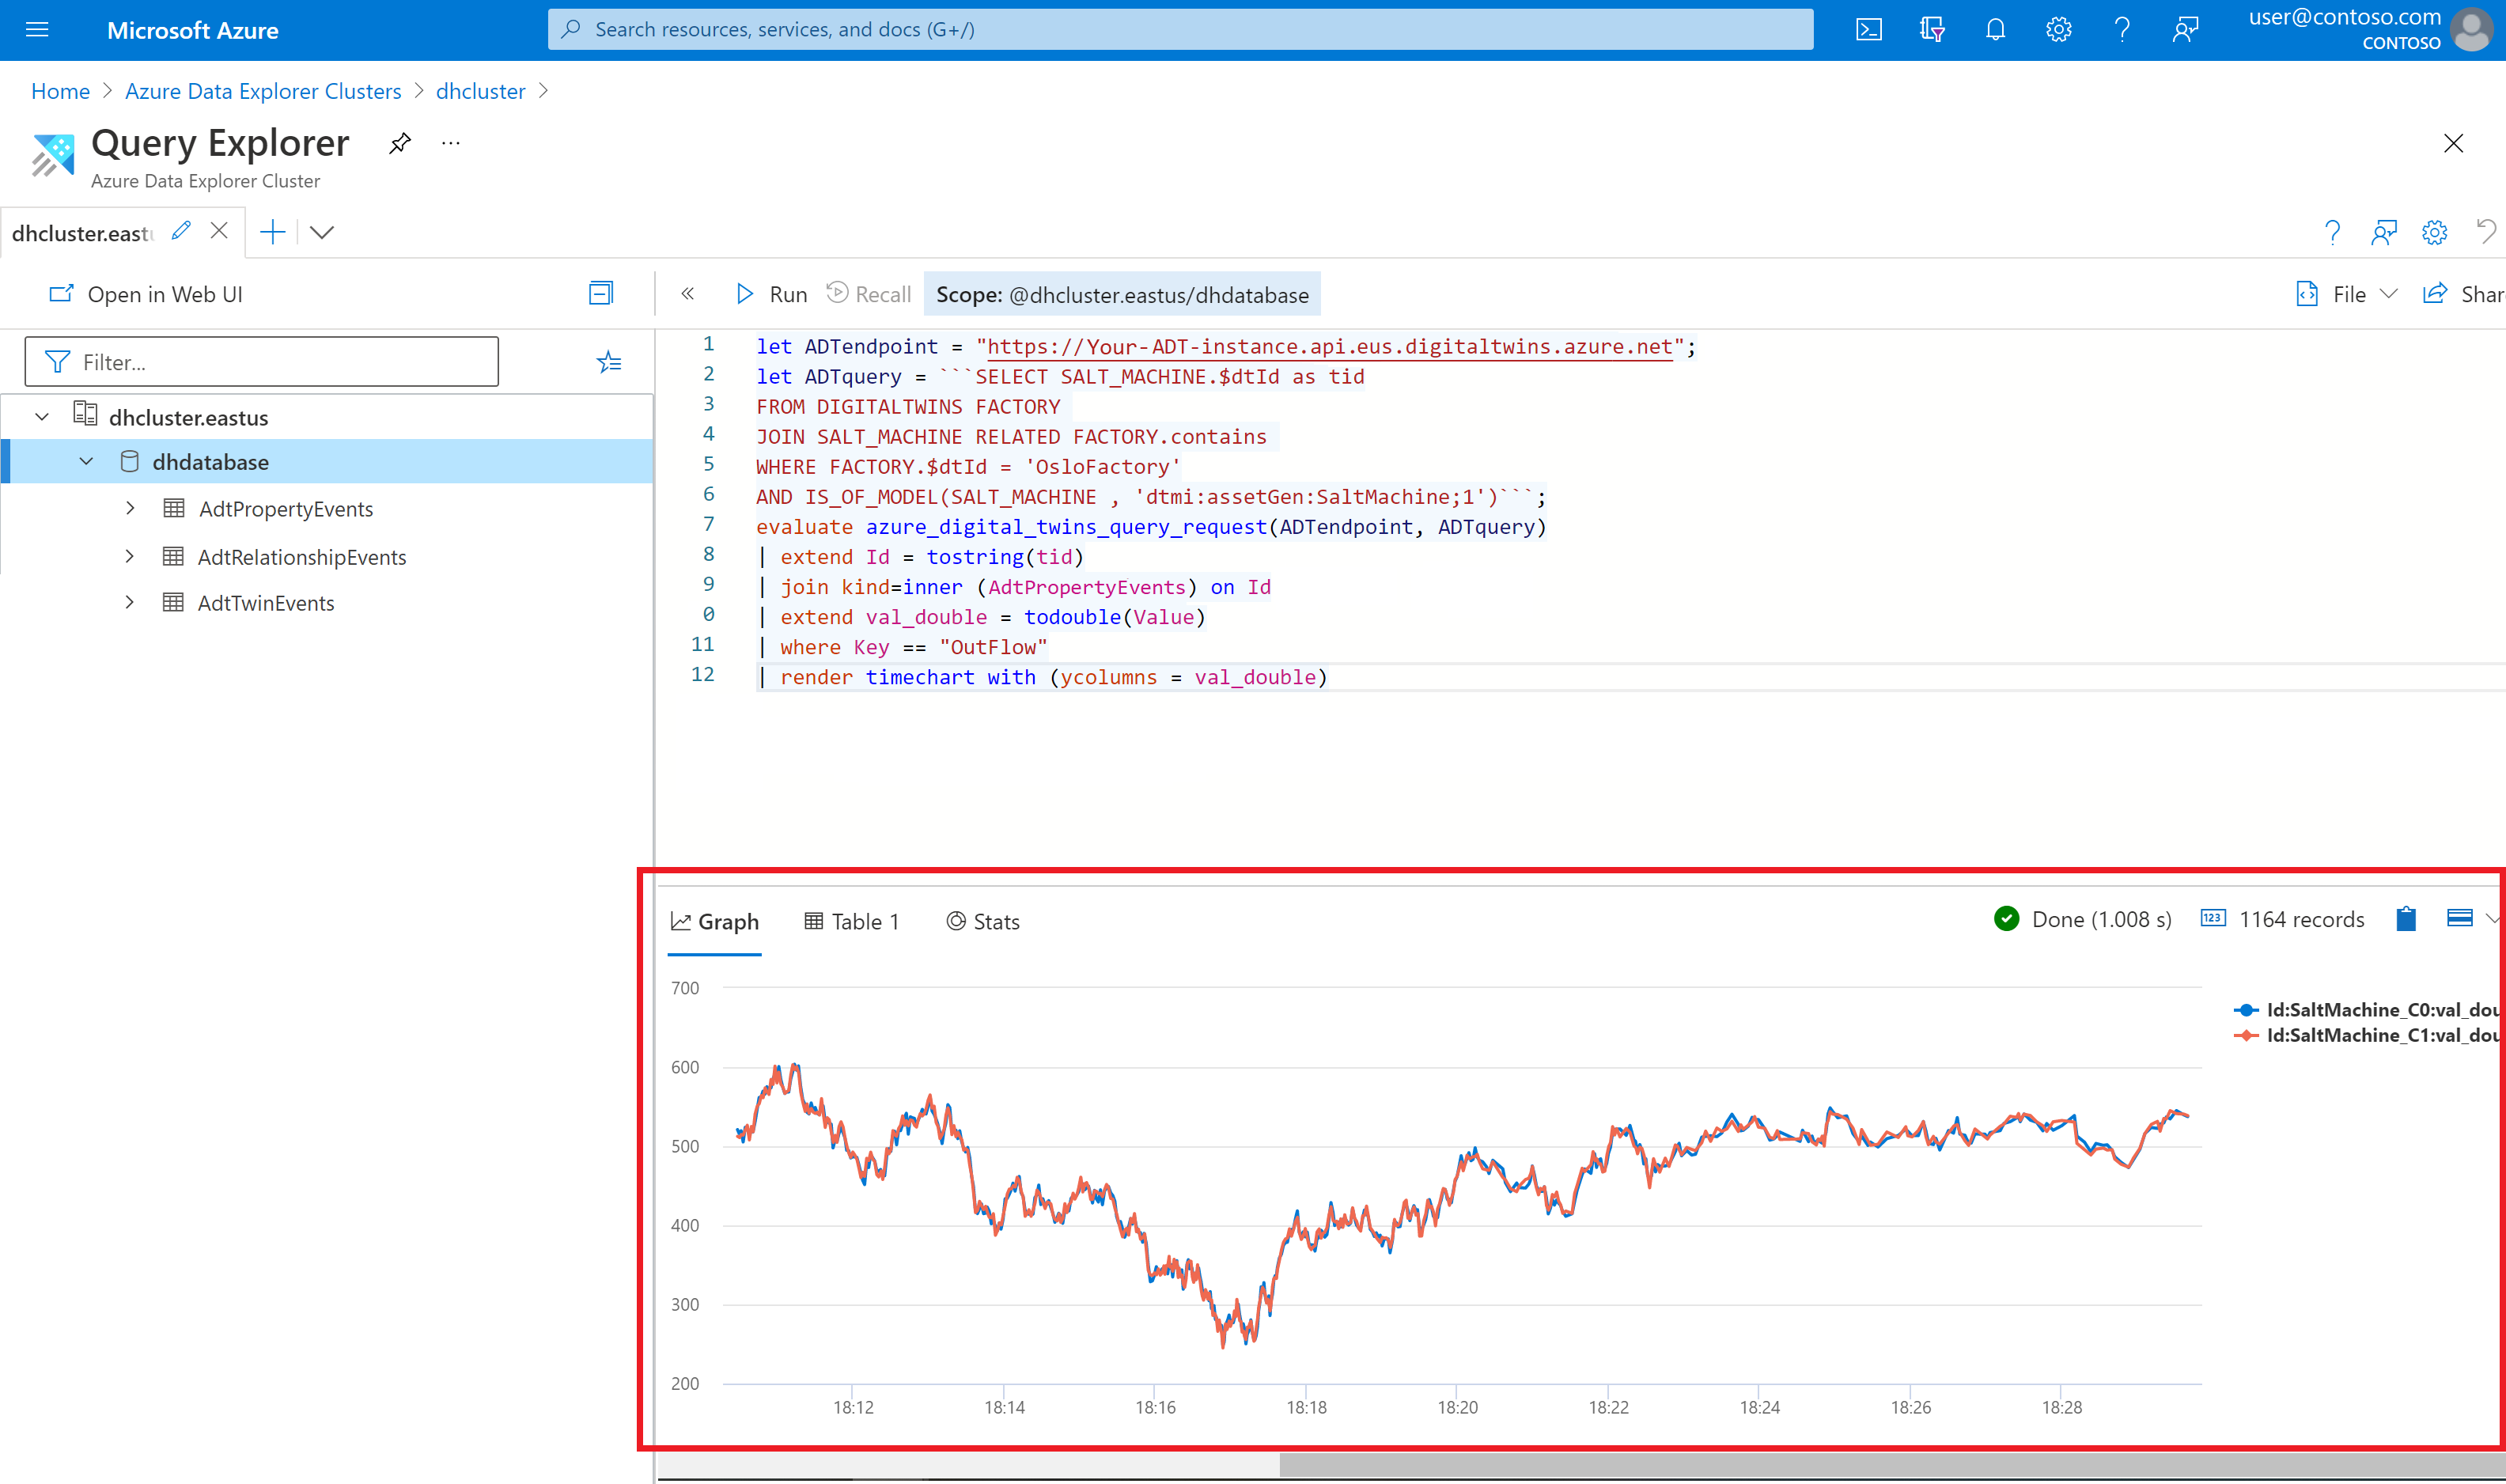 Microsoft Azure
Search resources, services, and docs (G+/)
user@contoso.com
CONTOSO
Home > Azure Data Explorer Clusters > dhcluster >
Query Explorer
Azure Data Explorer Cluster
dhcluster.eastu
Open in Web UI
Run
Recall
Scope: @dhcluster.eastus/dhdatabase
File
Shar
Filter...
dhcluster.eastus
dhdatabase
AdtPropertyEvents
AdtRelationshipEvents
AdtTwinEvents
1 let ADTendpoint = "https://Your-ADT-instance.api.eus.digitaltwins.azure.net";
2 let ADTquery = ```SELECT SALT_MACHINE.$dtId as tid
3 FROM DIGITALTWINS FACTORY
4 JOIN SALT_MACHINE RELATED FACTORY.contains
5 WHERE FACTORY.$dtId = 'OsloFactory'
6 AND IS_OF_MODEL(SALT_MACHINE , 'dtmi:assetGen:SaltMachine;1')```;
7 evaluate azure_digital_twins_query_request(ADTendpoint, ADTquery)
8 | extend Id = tostring(tid)
9 | join kind=inner (AdtPropertyEvents) on Id
0 | extend val_double = todouble(Value)
11 | where Key == "OutFlow"
12 | render timechart with (ycolumns = val_double)
Graph
Table 1
Stats
Done (1.008 s)
123
1164 records
700
600
500
400
300
200
18:12
18:14
18:16
18:18
18:20
18:22
18:24
18:26
18:28
Id:SaltMachine_C0:val_dou
Id:SaltMachine_C1:val_dou